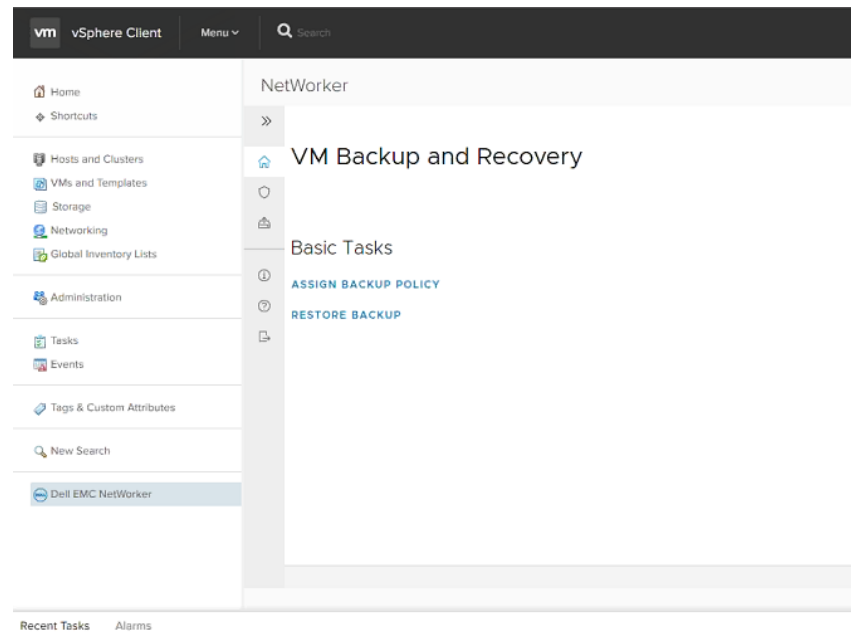 vm vSphere Client Menu Search
Home
Shortcuts
Hosts and Clusters
VMs and Templates
Storage
Networking
Global Inventory Lists
Administration
Tasks
Events
Tags & Custom Attributes
New Search
Dell EMC NetWorker
NetWorker
VM Backup and Recovery
Basic Tasks
ASSIGN BACKUP POLICY
RESTORE BACKUP
Recent Tasks Alarms